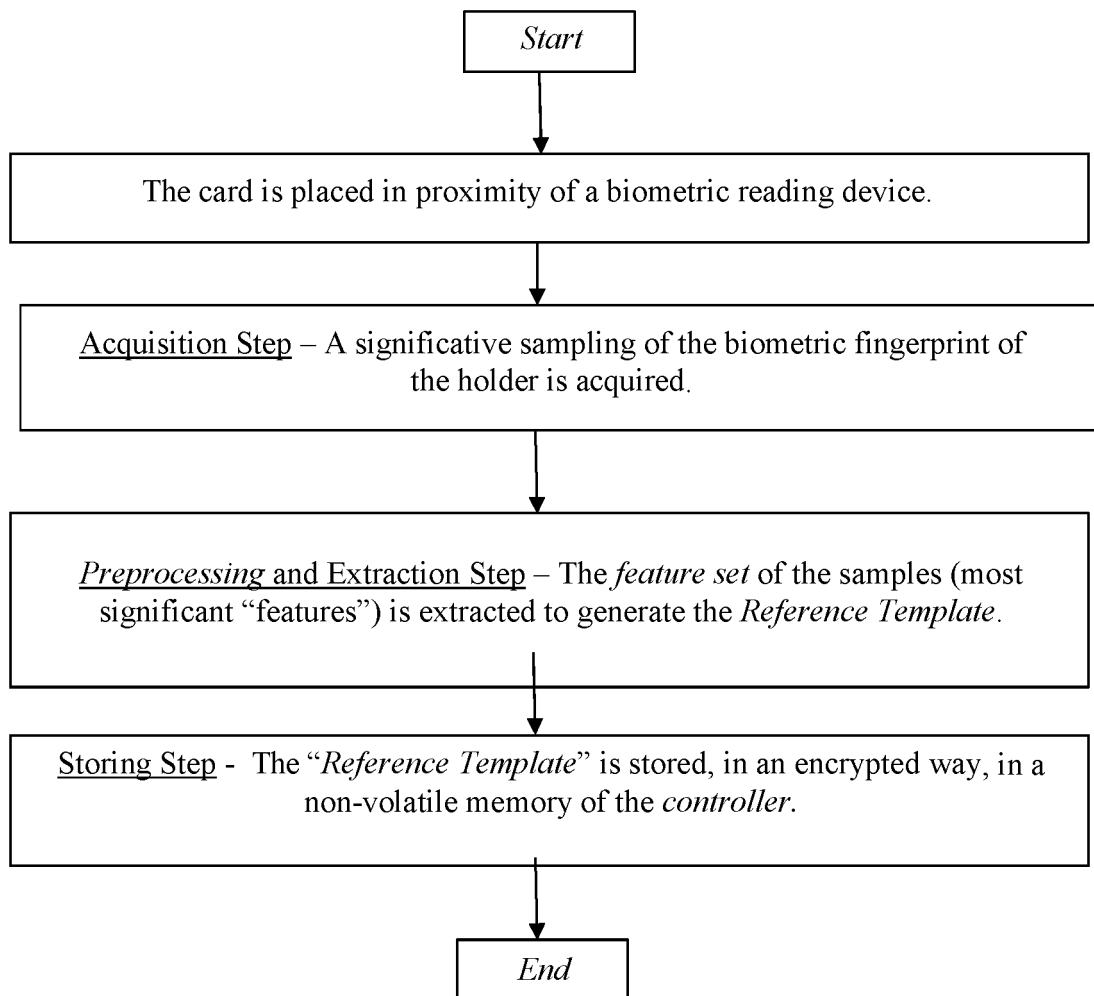 Start
The card is placed in proximity of a biometric reading device.
Acquisition Step – A significative sampling of the biometric fingerprint of
the holder is acquired.
Preprocessing and Extraction Step – The feature set of the samples (most
significant “features”) is extracted to generate the Reference Template.
Storing Step - The “Reference Template” is stored, in an encrypted way, in a
non-volatile memory of the controller.
End